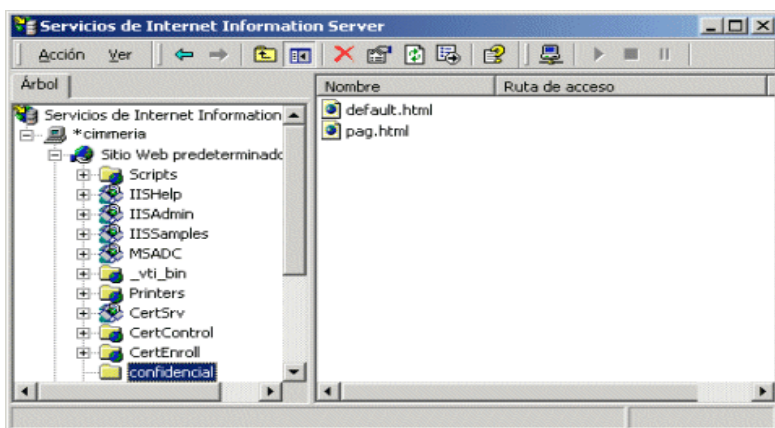 Servicios de Internet Information Server
Acción Ver
Árbol
Nombre Ruta de acceso
Servicios de Internet Information
*cimmeria
Sitio Web predeterminadc
Scripts
IISHelp
IISAdmin
IISSamples
MSADC
_vti_bin
Printers
CertSrv
CertControl
CertEnroll
confidencial
default.html
pag.html